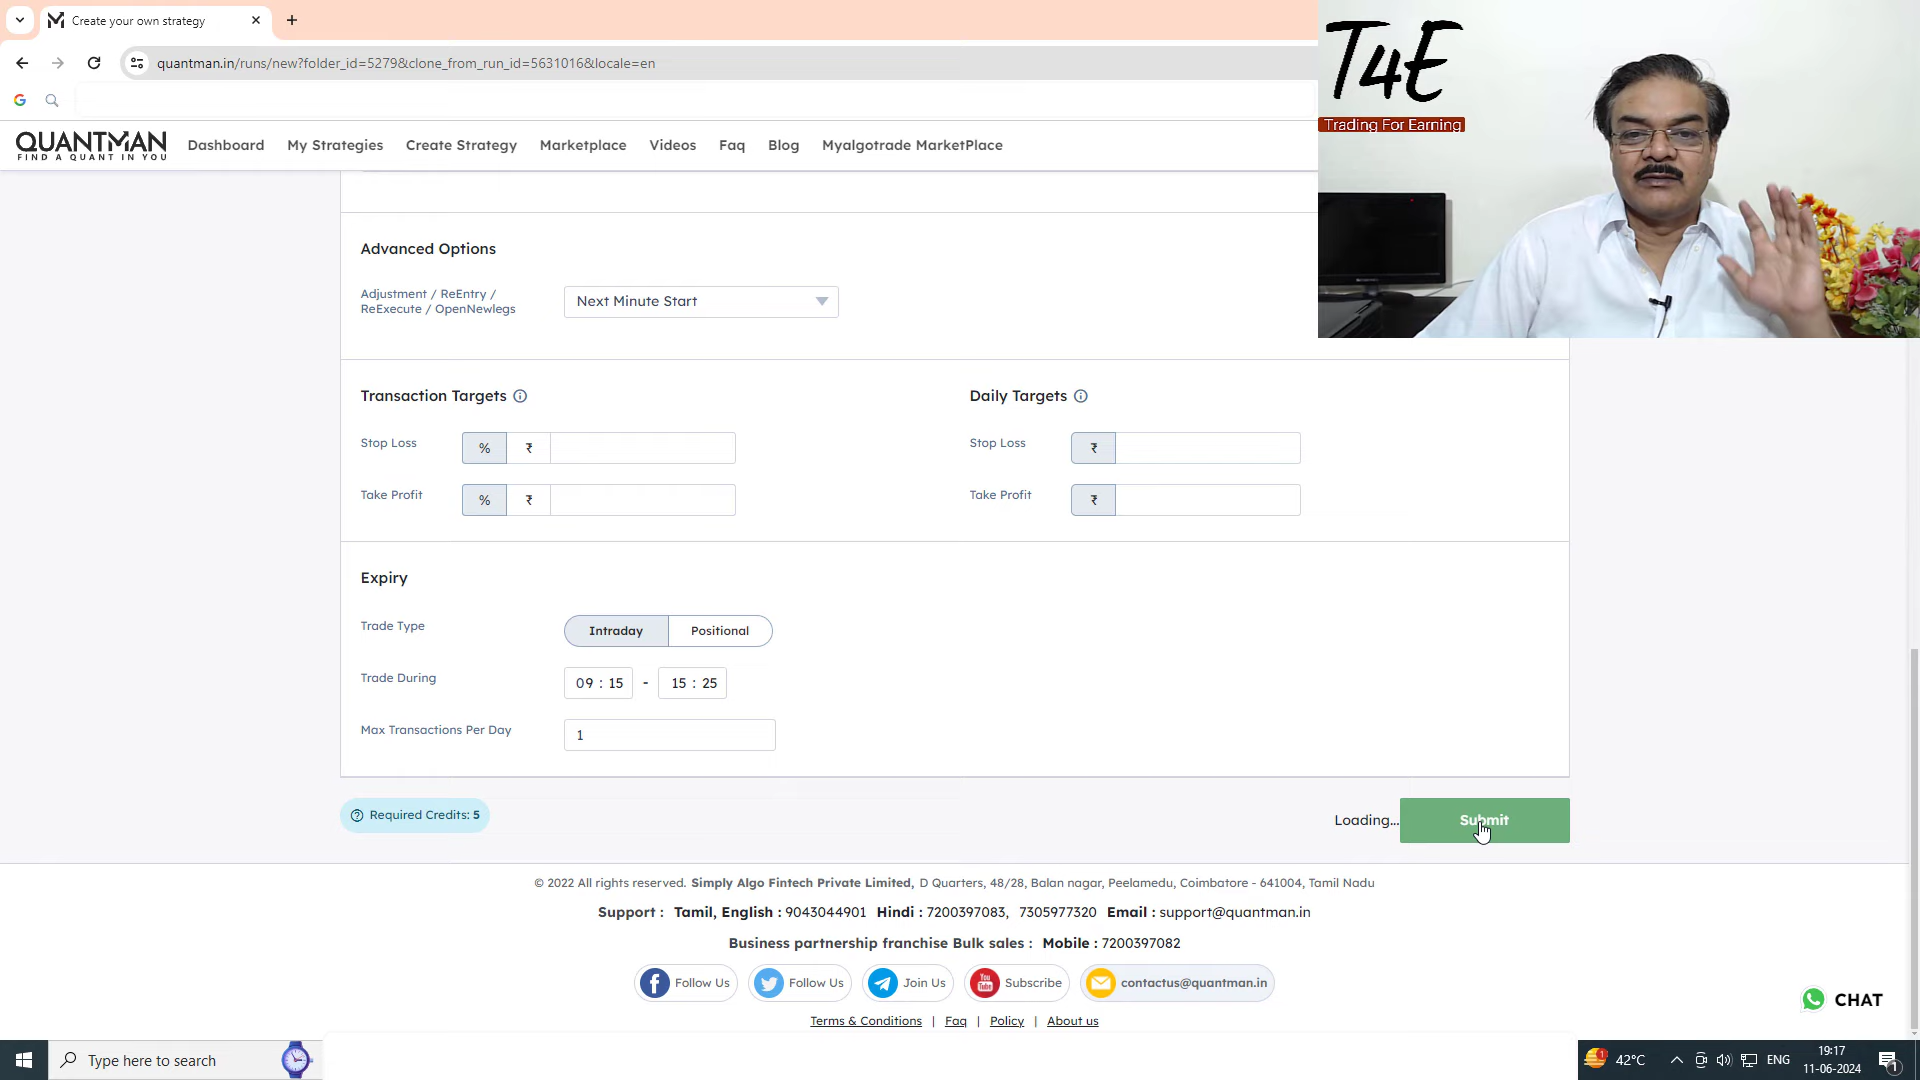 Create your own strategy
quantman.in/runs/new?folder_id=5279&clone_from_run_id=5631016&locale=en
T4E
Trading For Earning
QUANTMAN
FIND A QUANT IN YOU
Dashboard My Strategies Create Strategy Marketplace Videos Faq Blog Myalgotrade MarketPlace
Advanced Options
Adjustment / ReEntry /
ReExecute / OpenNewlegs
Next Minute Start
Transaction Targets Daily Targets
Stop Loss % ₹ Stop Loss ₹
Take Profit % ₹ Take Profit ₹
Expiry
Trade Type Intraday Positional
Trade During 09 : 15 - 15 : 25
Max Transactions Per Day 1
Required Credits: 5 Loading... Submit
© 2022 All rights reserved. Simply Algo Fintech Private Limited, D Quarters, 48/28, Balan nagar, Peelamedu, Coimbatore - 641004, Tamil Nadu
Support : Tamil, English : 9043044901 Hindi : 7200397083, 7305977320 Email : support@quantman.in
Business partnership franchise Bulk sales : Mobile : 7200397082
Follow Us Follow Us Join Us You Tube Subscribe contactus@quantman.in
CHAT
Terms & Conditions | Faq | Policy | About us
Type here to search 1 42°C ENG 19:17
11-06-2024 1